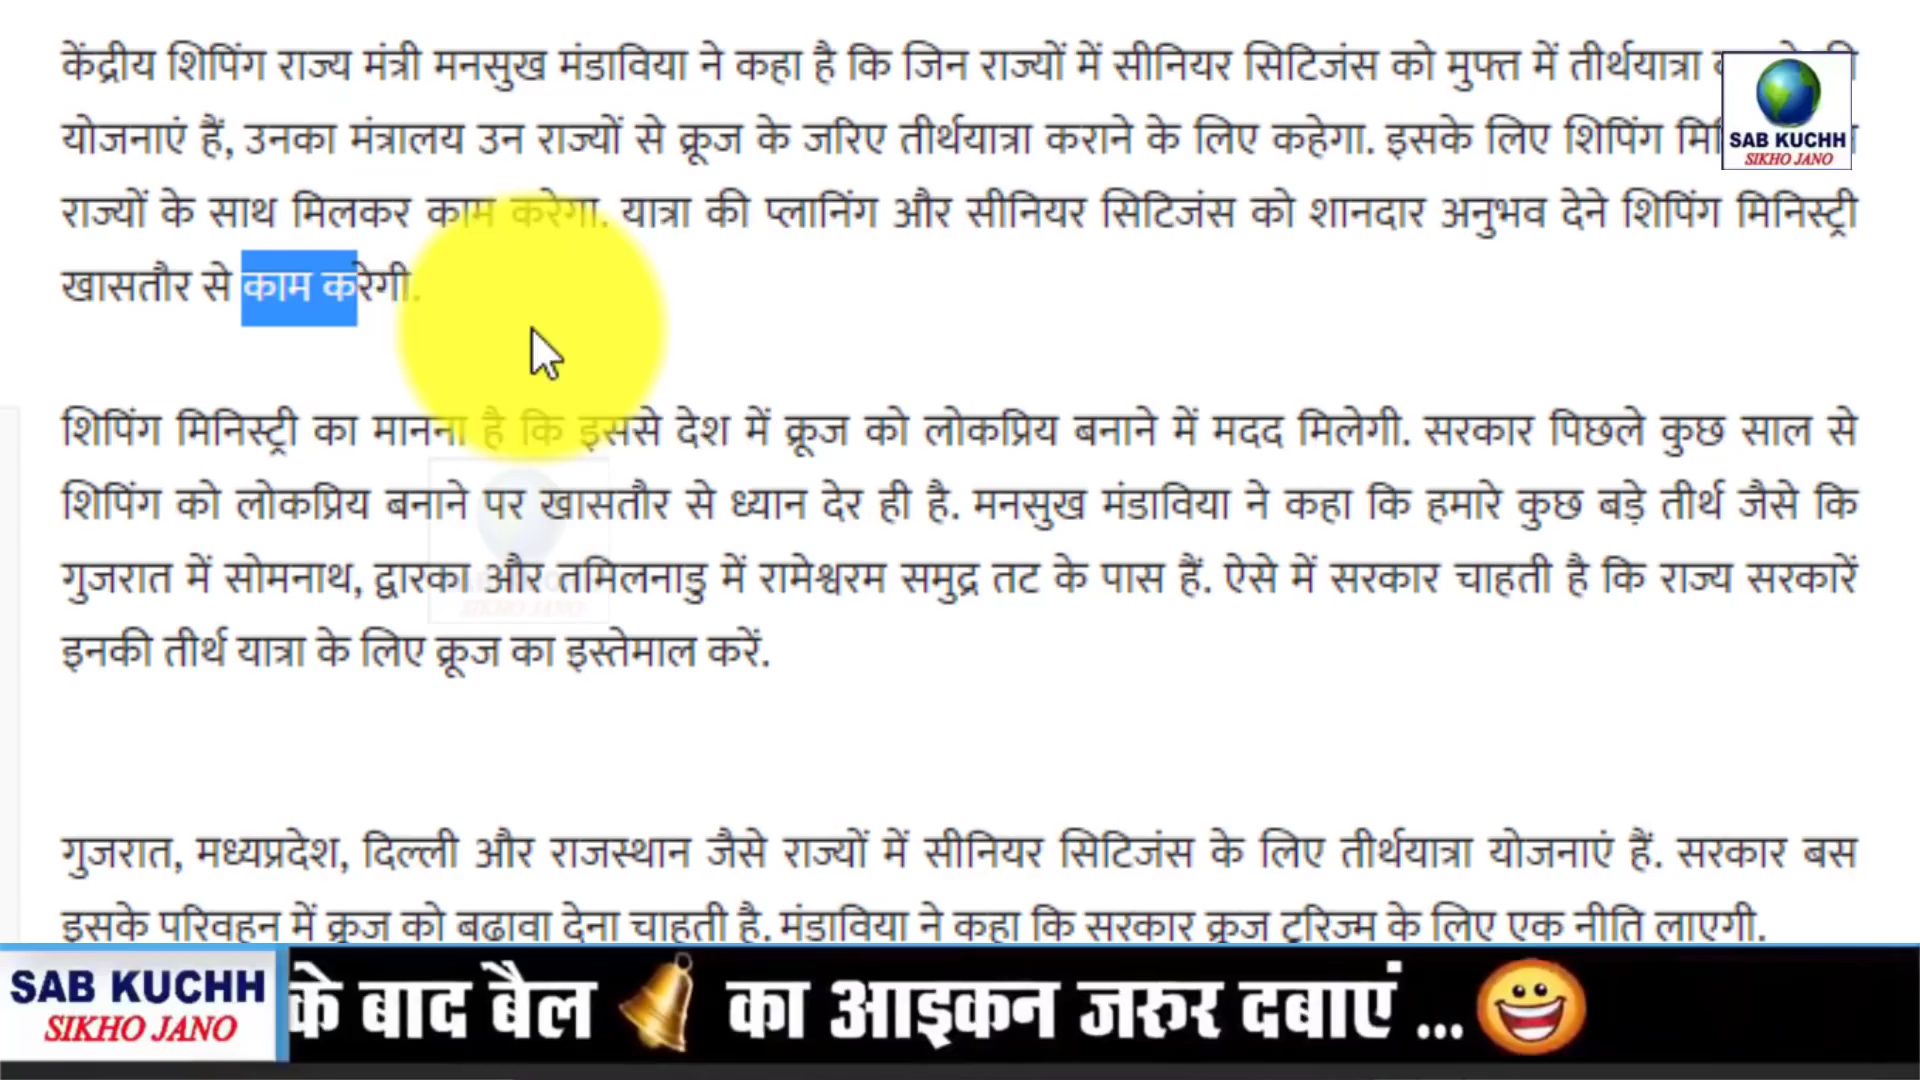 केंद्रीय शिपिंग राज्य मंत्री मनसुख मंडाविया ने कहा है कि जिन राज्यों में सीनियर सिटिजंस को मुफ्त में तीर्थयात्रा
योजनाएं हैं, उनका मंत्रालय उन राज्यों से क्रूज के जरिए तीर्थयात्रा कराने के लिए कहेगा. इसके लिए शिपिंग
SAB KUCHH
SIKHO JANO
राज्यों के साथ मिलकर काम करेगा. यात्रा की प्लानिंग और सीनियर सिटिजंस को शानदार अनुभव देने शिपिंग मिनिस्ट्री
खासतौर से काम करेगी.
शिपिंग मिनिस्ट्री का मानना है कि इससे देश में क्रूज को लोकप्रिय बनाने में मदद मिलेगी. सरकार पिछले कुछ साल से
शिपिंग को लोकप्रिय बनाने पर खासतौर से ध्यान देर ही है. मनसुख मंडाविया ने कहा कि हमारे कुछ बड़े तीर्थ जैसे कि
गुजरात में सोमनाथ, द्वारका और तमिलनाडु में रामेश्वरम समुद्र तट के पास हैं. ऐसे में सरकार चाहती है कि राज्य सरकारें
SIKHO JANO
इनकी तीर्थ यात्रा के लिए क्रूज का इस्तेमाल करें.
गुजरात, मध्यप्रदेश, दिल्ली और राजस्थान जैसे राज्यों में सीनियर सिटिजंस के लिए तीर्थयात्रा योजनाएं हैं. सरकार बस
इसके परिवहन में क्रूज को बढ़ावा देना चाहती है. मंडाविया ने कहा कि सरकार क्रूज टूरिज्म के लिए एक नीति लाएगी.
SAB KUCHH
SIKHO JANO
के बाद बैल का आइकन जरुर दबाएं ...